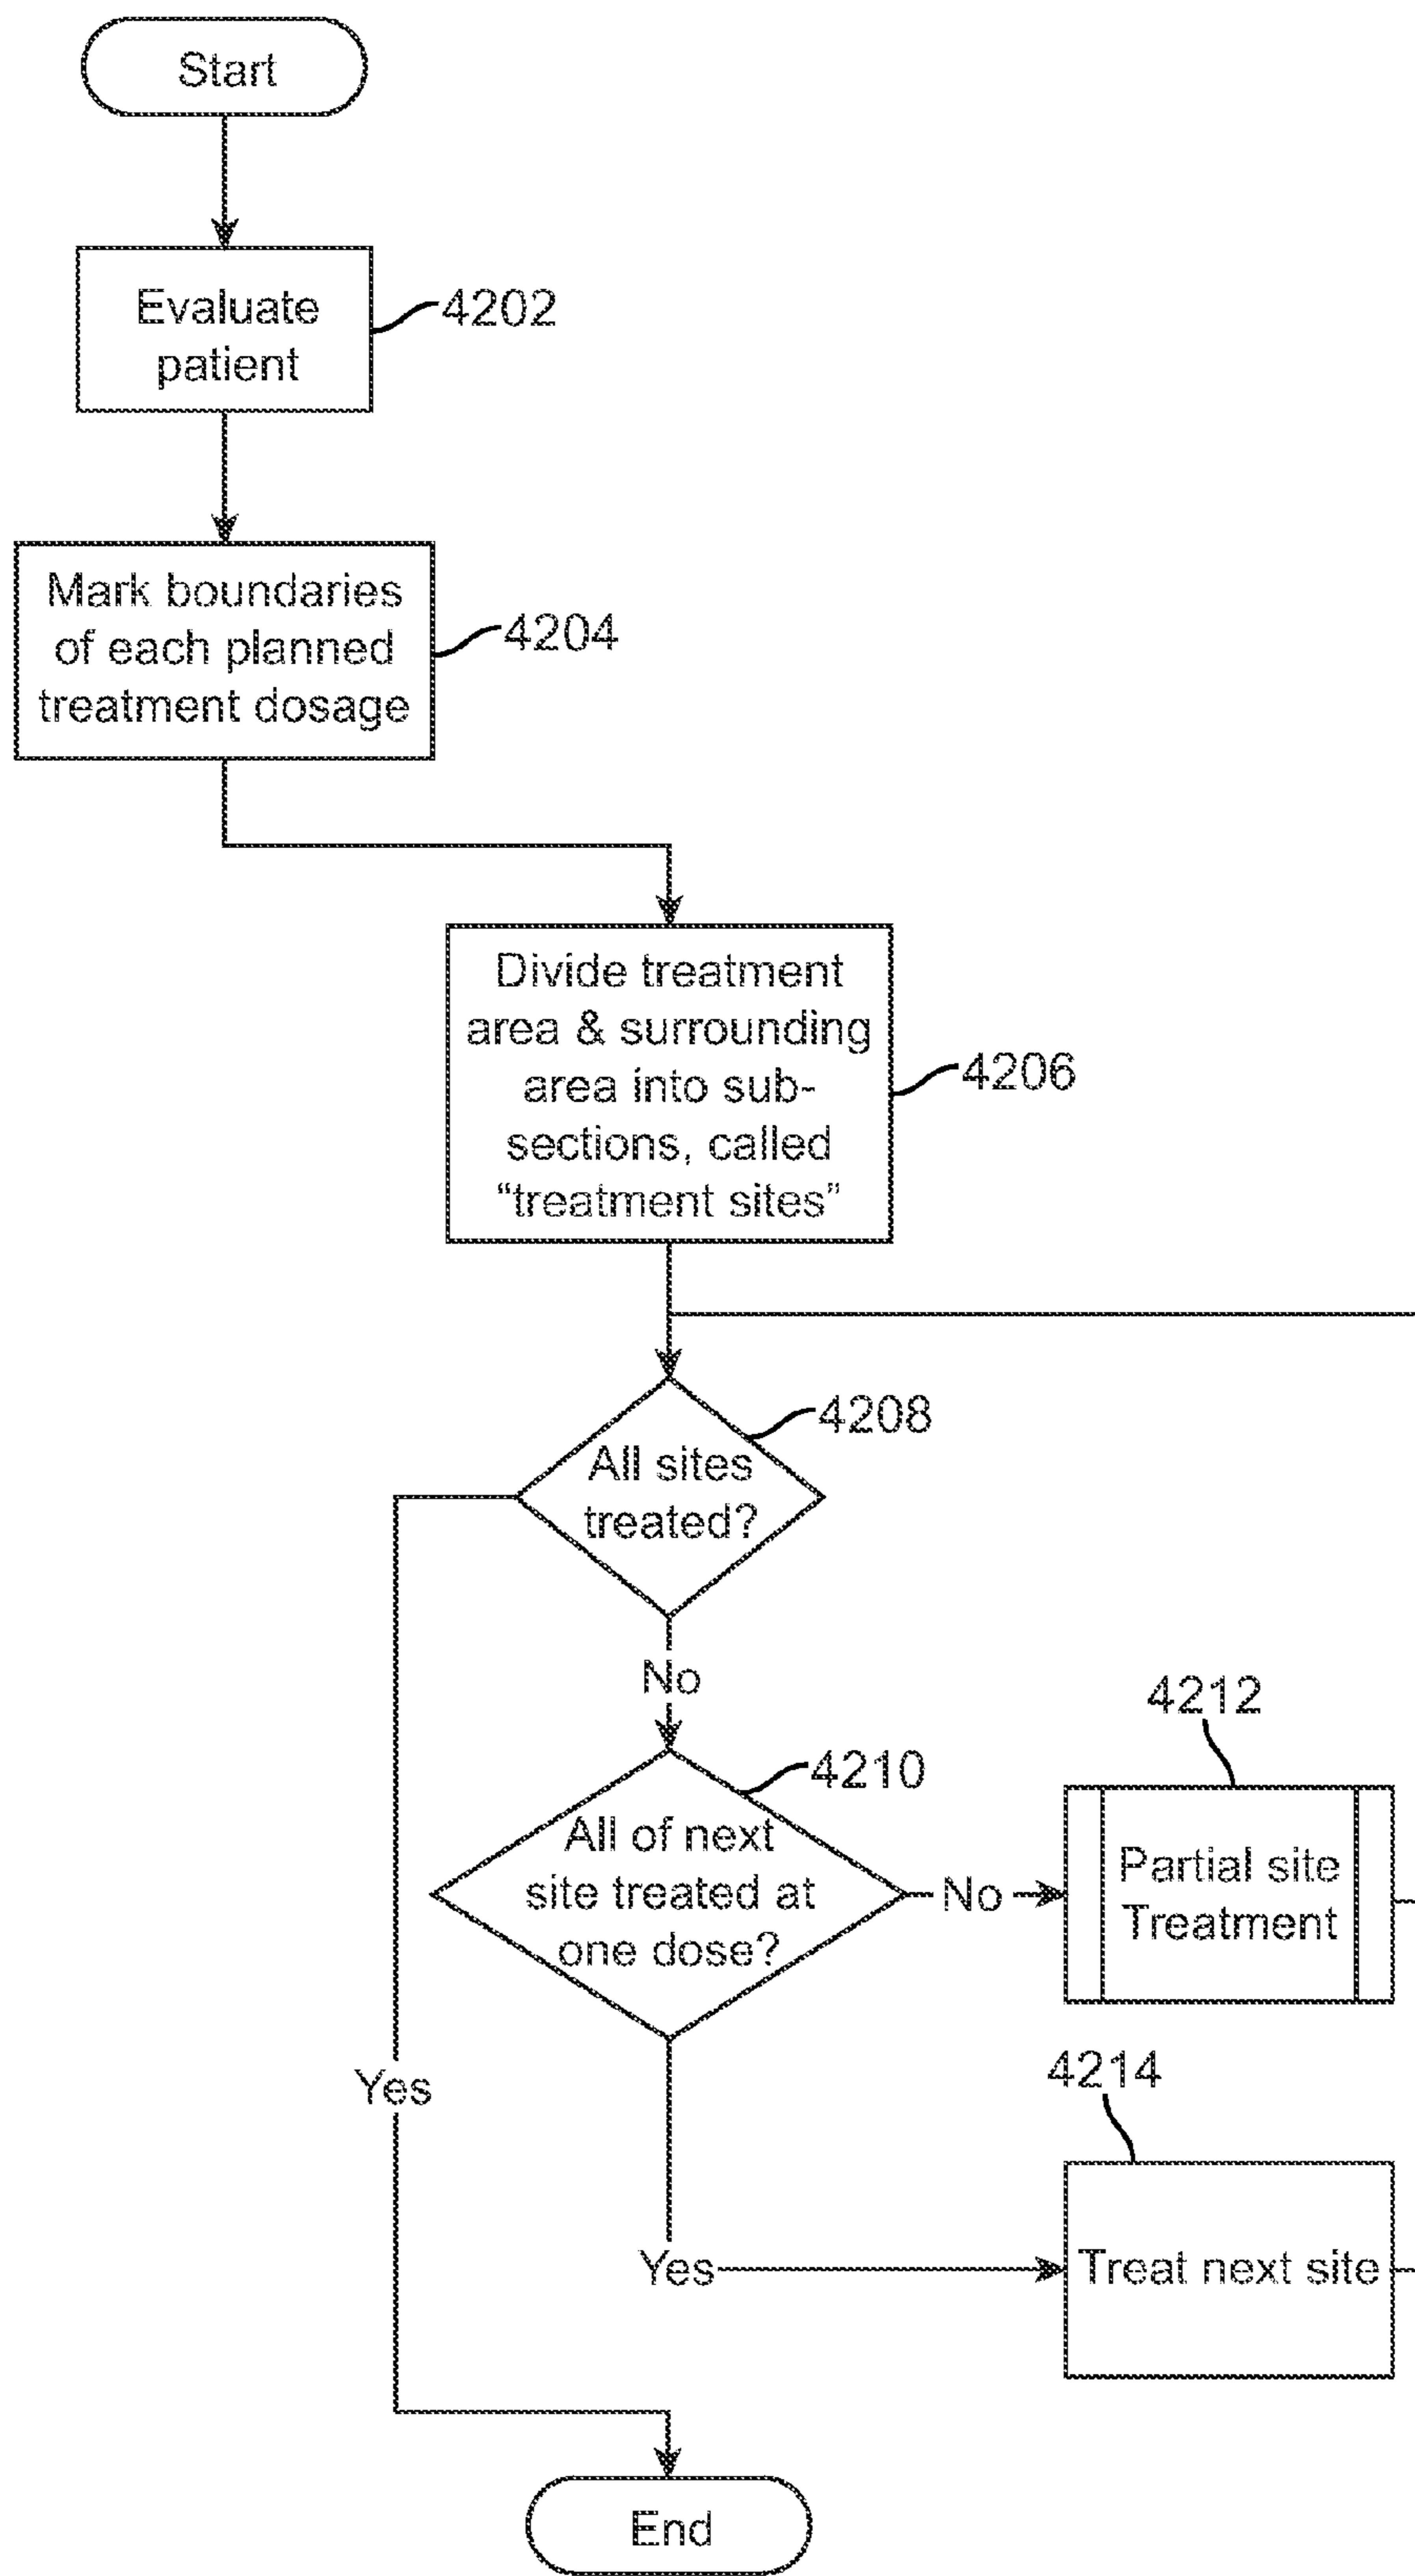 Start
Evaluate
patient
4202
Mark boundaries
of each planned
treatment dosage
4204
Divide treatment
area & surrounding
area into sub-
sections, called
“treatment sites”
4206
All sites
treated?
4208
No
All of next
site treated at
one dose?
4210
No
4212
Partial site
Treatment
Yes
4214
Yes
Treat next site
End